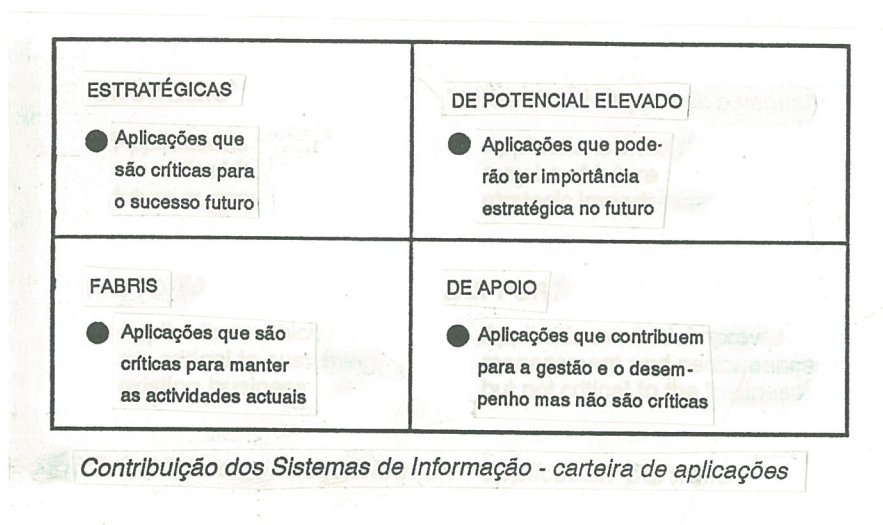 ESTRATÉGICAS
Aplicações que
são críticas para
o sucesso futuro
DE POTENCIAL ELEVADO
Aplicações que pode-
rão ter importância
estratégica no futuro
FABRIS
Aplicações que são
críticas para manter
as actividades actuais
DE APOIO
Aplicações que contribuem
para a gestão e o desem-
penho mas não são críticas
Contribuição dos Sistemas de Informação - carteira de aplicações